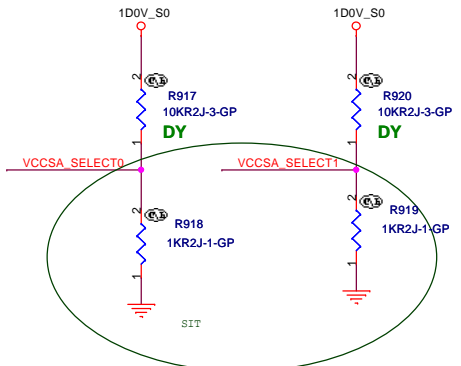 1D0V_S0 1D0V_S0
2 2
R917 R920
10KR2J-3-GP 10KR2J-3-GP
DY DY
1 1
VCCSA_SELECT0 VCCSA_SELECT1
2 2
R918 R919
1KR2J-1-GP 1KR2J-1-GP
1 1
SIT